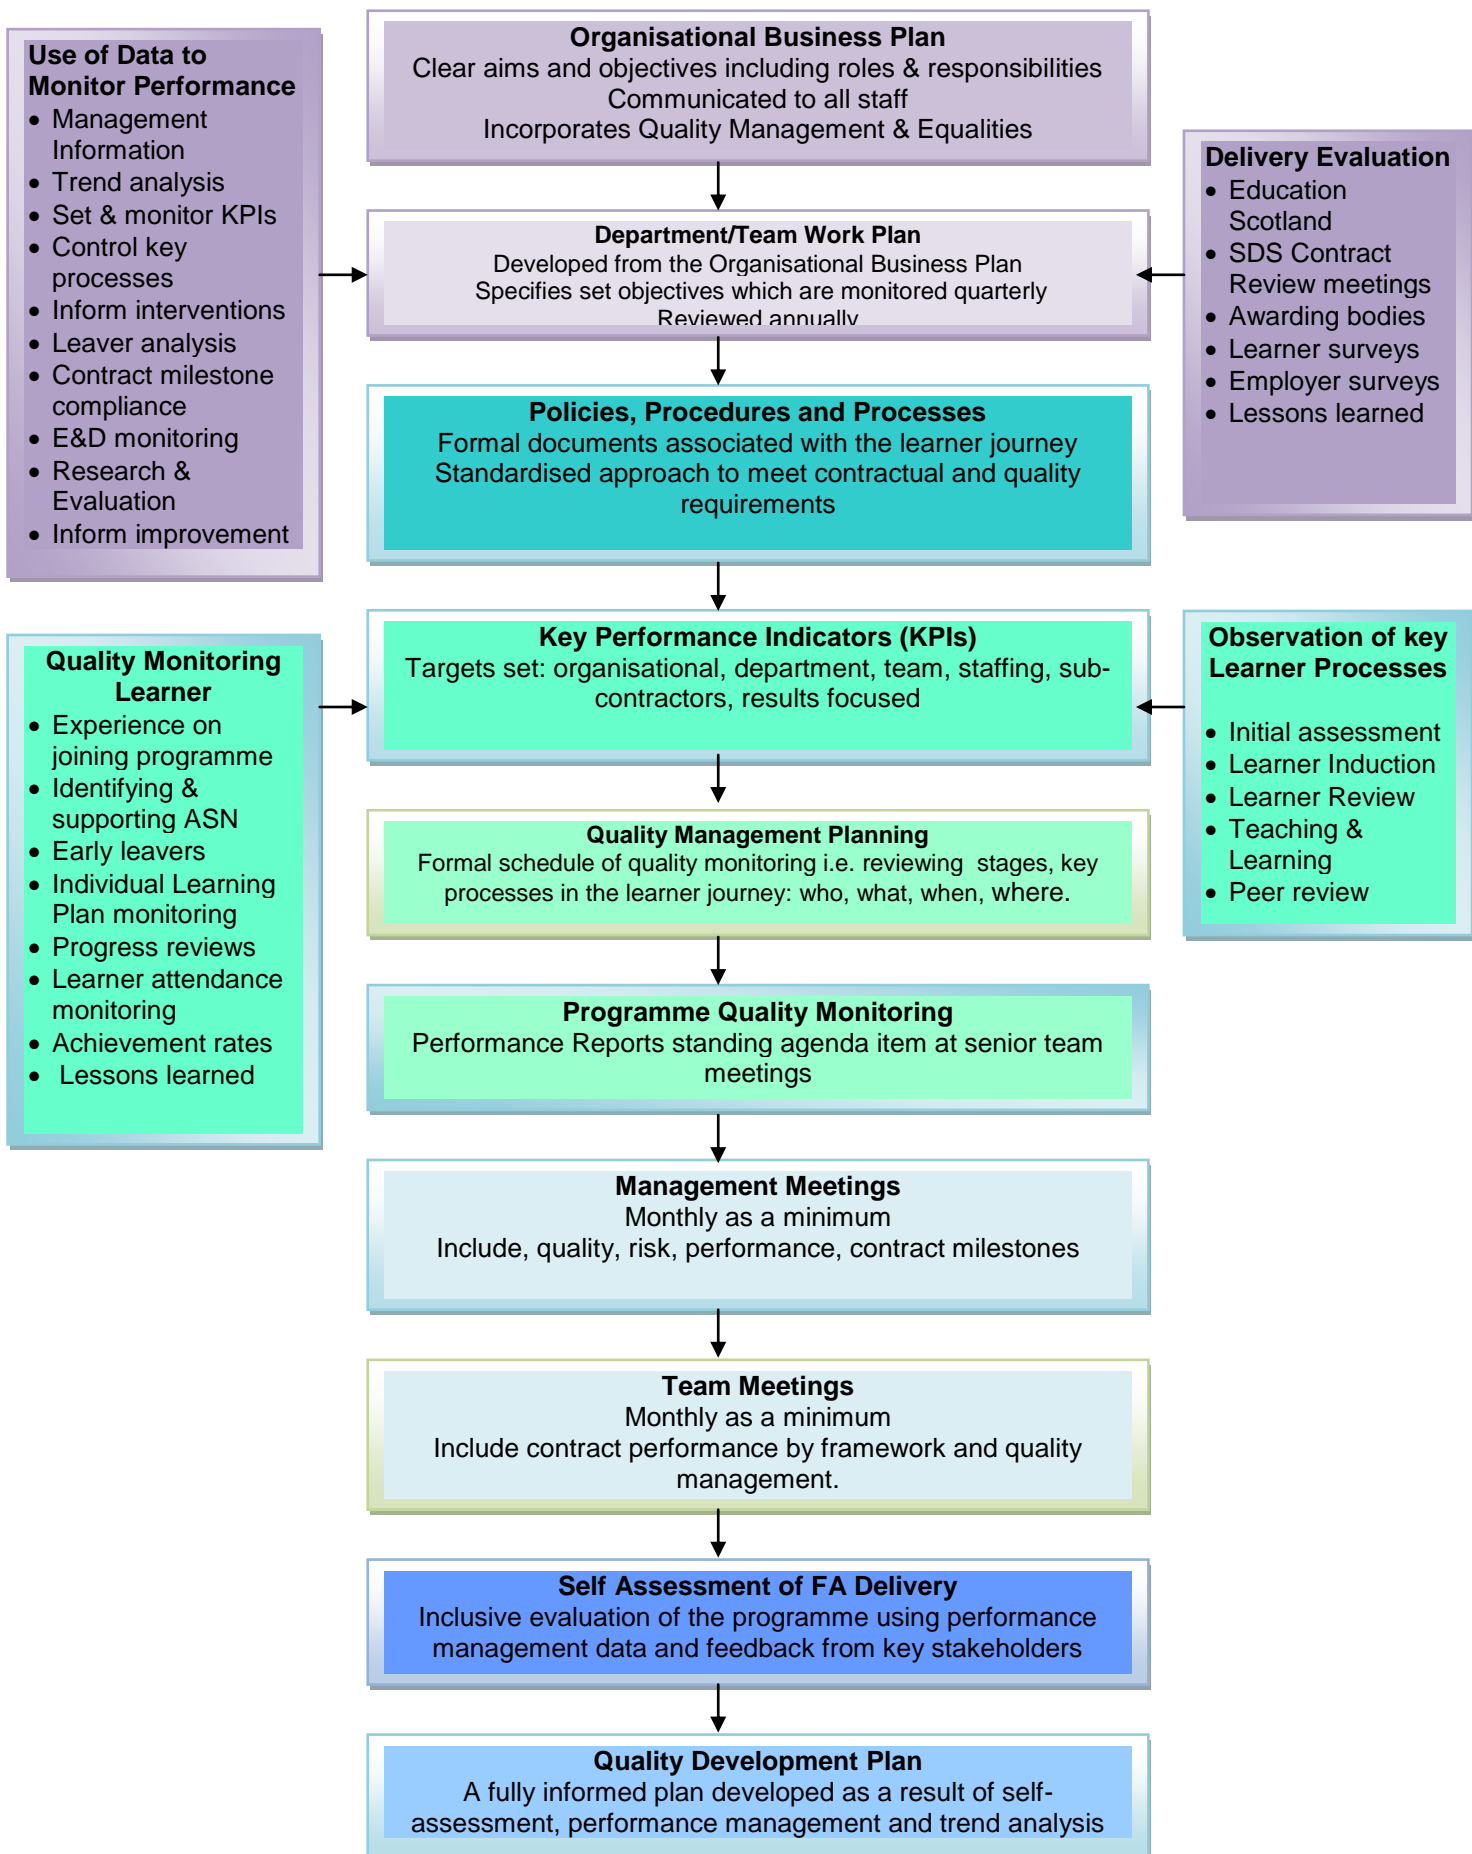 Organisational Business Plan
Clear aims and objectives including roles & responsibilities
Communicated to all staff
Incorporates Quality Management & Equalities
Use of Data to
Monitor Performance
• Management
Information
• Trend analysis
• Set & monitor KPIs
• Control key
processes
• Inform interventions
• Leaver analysis
• Contract milestone
compliance
• E&D monitoring
• Research &
Evaluation
• Inform improvement
Delivery Evaluation
• Education
Scotland
• SDS Contract
Review meetings
• Awarding bodies
• Learner surveys
• Employer surveys
• Lessons learned
Department/Team Work Plan
Developed from the Organisational Business Plan
Specifies set objectives which are monitored quarterly
Reviewed annually
Policies, Procedures and Processes
Formal documents associated with the learner journey
Standardised approach to meet contractual and quality
requirements
Key Performance Indicators (KPIs)
Targets set: organisational, department, team, staffing, sub-
contractors, results focused
Quality Monitoring
Learner
• Experience on
joining programme
• Identifying &
supporting ASN
• Early leavers
• Individual Learning
Plan monitoring
• Progress reviews
• Learner attendance
monitoring
• Achievement rates
• Lessons learned
Observation of key
Learner Processes
• Initial assessment
• Learner Induction
• Learner Review
• Teaching &
Learning
• Peer review
Quality Management Planning
Formal schedule of quality monitoring i.e. reviewing stages, key
processes in the learner journey: who, what, when, where.
Programme Quality Monitoring
Performance Reports standing agenda item at senior team
meetings
Management Meetings
Monthly as a minimum
Include, quality, risk, performance, contract milestones
Team Meetings
Monthly as a minimum
Include contract performance by framework and quality
management.
Self Assessment of FA Delivery
Inclusive evaluation of the programme using performance
management data and feedback from key stakeholders
Quality Development Plan
A fully informed plan developed as a result of self-
assessment, performance management and trend analysis